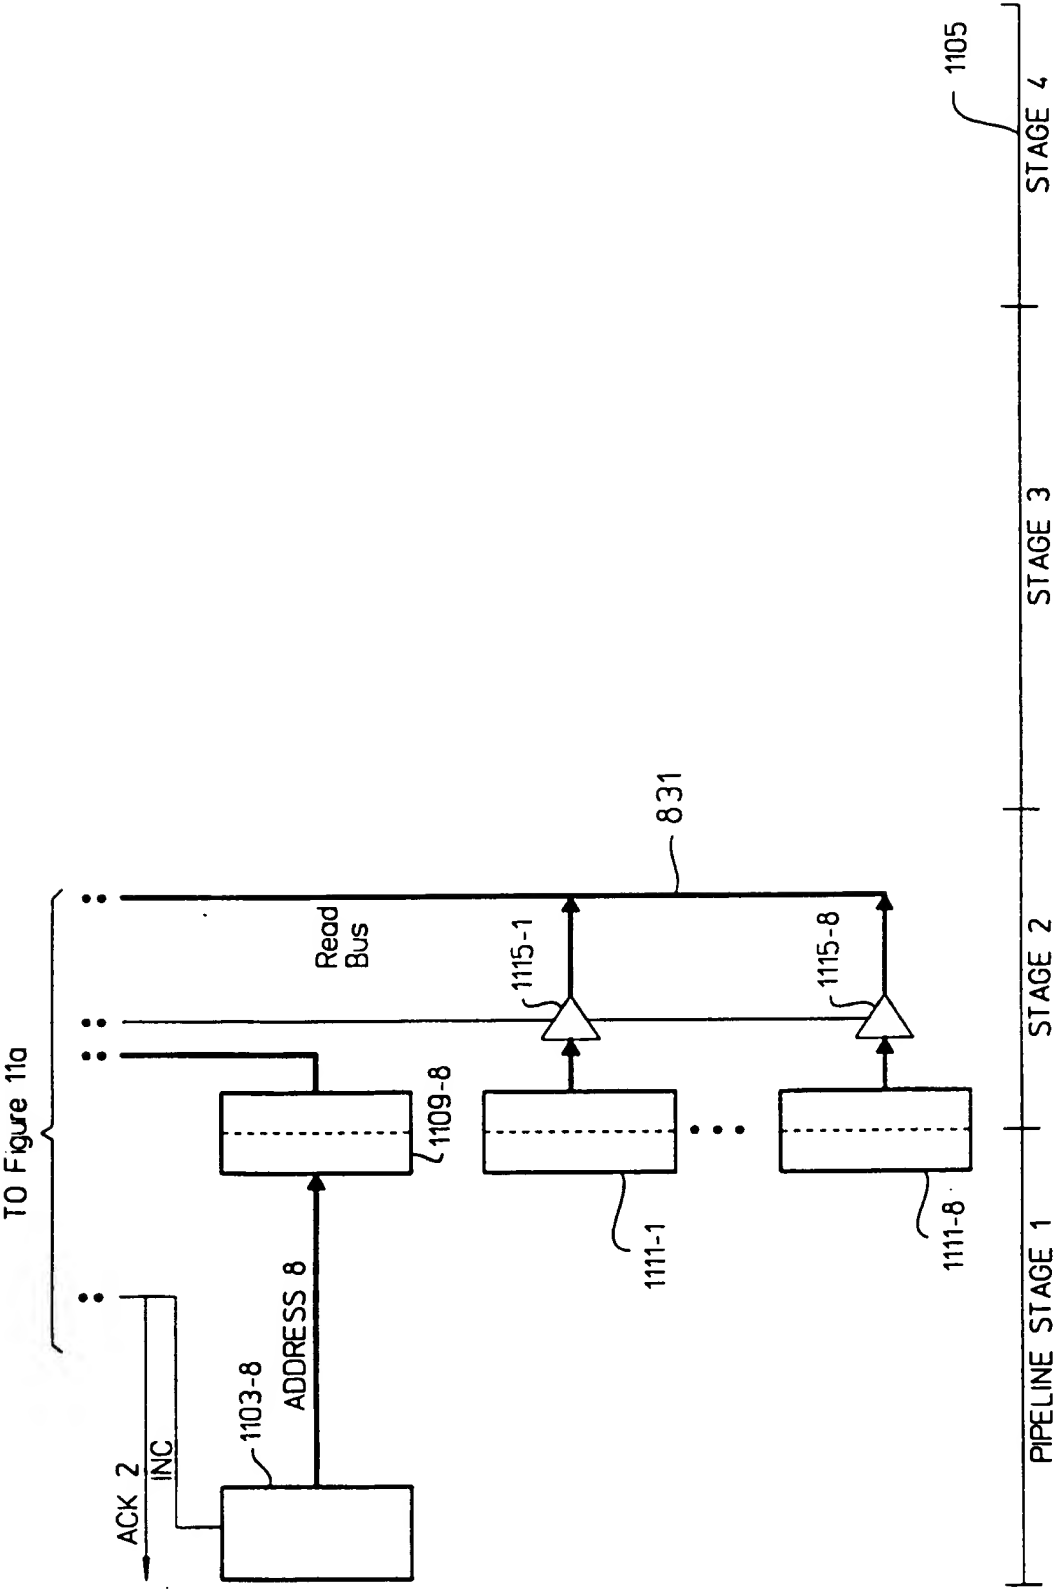 TO Figure 11a
ACK 2
INC
1103-8
ADDRESS 8
1109-8
Read
Bus
1111-1
1115-1
831
1111-8
1115-8
1105
PIPELINE STAGE 1
STAGE 2
STAGE 3
STAGE 4